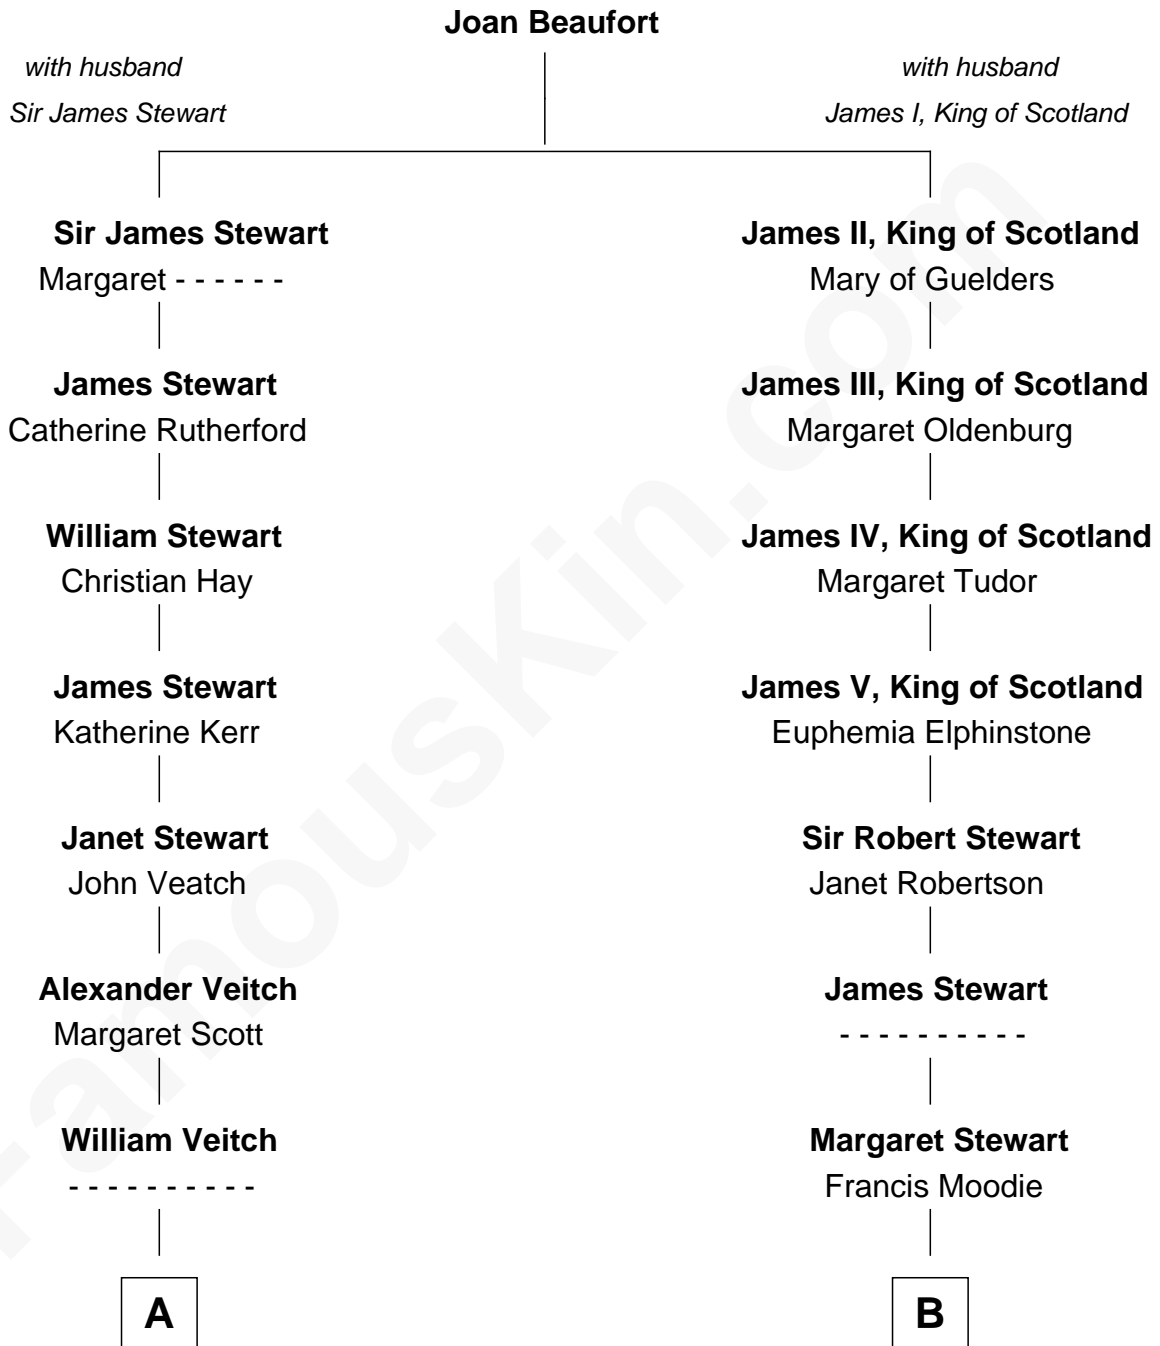 Joan Beaufort
with husband
Sir James Stewart
with husband
James I, King of Scotland
Sir James Stewart
Margaret - - - - - -
James II, King of Scotland
Mary of Guelders
James Stewart
Catherine Rutherford
James III, King of Scotland
Margaret Oldenburg
William Stewart
Christian Hay
James IV, King of Scotland
Margaret Tudor
James Stewart
Katherine Kerr
James V, King of Scotland
Euphemia Elphinstone
Janet Stewart
John Veatch
Sir Robert Stewart
Janet Robertson
Alexander Veitch
Margaret Scott
James Stewart
- - - - - - - - - -
William Veitch
- - - - - - - - - -
Margaret Stewart
Francis Moodie
A
B
FamousKin.com